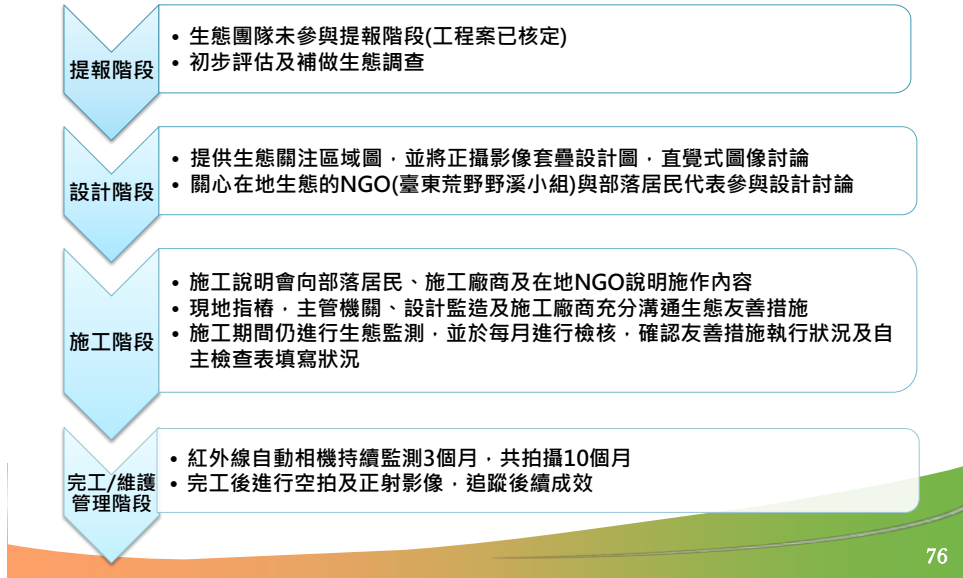 提報階段
• 生態團隊未參與提報階段(工程案已核定)
• 初步評估及補做生態調查
設計階段
• 提供生態關注區域圖，並將正攝影像套疊設計圖，直覺式圖像討論
• 關心在地生態的NGO(臺東荒野野溪小組)與部落居民代表參與設計討論
施工階段
• 施工說明會向部落居民、施工廠商及在地NGO說明施作內容
• 現地指樁，主管機關、設計監造及施工廠商充分溝通生態友善措施
• 施工期間仍進行生態監測，並於每月進行檢核，確認友善措施執行狀況及自
主檢查表填寫狀況
完工/維護
管理階段
• 紅外線自動相機持續監測3個月，共拍攝10個月
• 完工後進行空拍及正射影像，追蹤後續成效
76